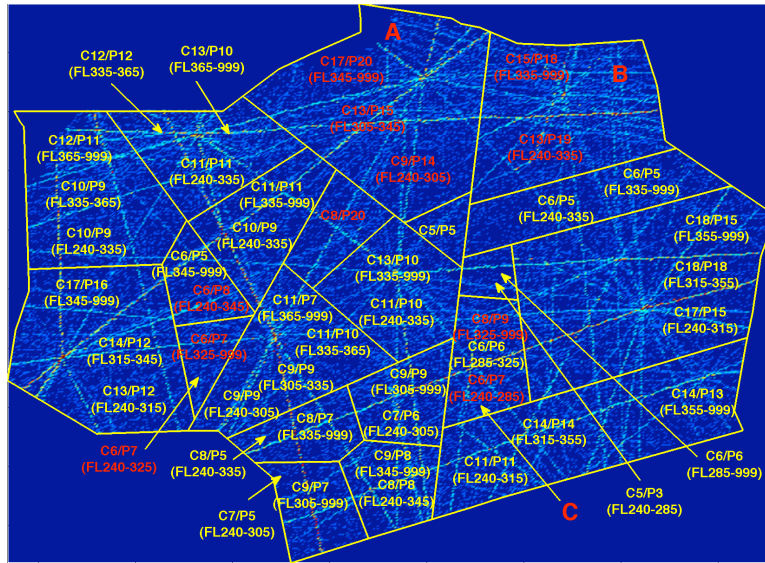 A
B
C12/P12
(FL335-365)
C13/P10
(FL365-999)
C17/P20
(FL345-999)
C15/P18
(FL335-999)
C13/P15
(FL305-345)
C13/P19
(FL240-335)
C12/P11
(FL365-999)
C11/P11
(FL240-335)
C9/P14
(FL240-305)
C10/P9
(FL335-365)
C11/P11
(FL335-999)
C6/P5
(FL335-999)
C6/P5
(FL240-335)
C8/P20
C10/P9
(FL240-335)
C10/P9
(FL240-335)
C5/P5
C18/P15
(FL355-999)
C6/P5
(FL345-999)
C13/P10
(FL335-999)
C18/P18
(FL315-355)
C17/P16
(FL345-999)
C6/P8
(FL240-345)
C11/P7
(FL365-999)
C11/P10
(FL240-335)
C17/P15
(FL240-315)
C8/P9
(FL325-999)
C14/P12
(FL315-345)
C6/P7
(FL325-999)
C11/P10
(FL335-365)
C6/P6
(FL285-325)
C9/P9
(FL305-335)
C9/P9
(FL305-999)
C6/P7
(FL240-285)
C13/P12
(FL240-315)
C9/P9
(FL240-305)
C14/P13
(FL355-999)
C8/P7
(FL335-999)
C7/P6
(FL240-305)
C14/P14
(FL315-355)
C6/P7
(FL240-325)
C8/P5
(FL240-335)
C9/P8
(FL345-999)
C11/P11
(FL240-315)
C6/P6
(FL285-999)
C9/P7
(FL305-999)
C8/P8
(FL240-345)
C5/P3
(FL240-285)
C7/P5
(FL240-305)
C